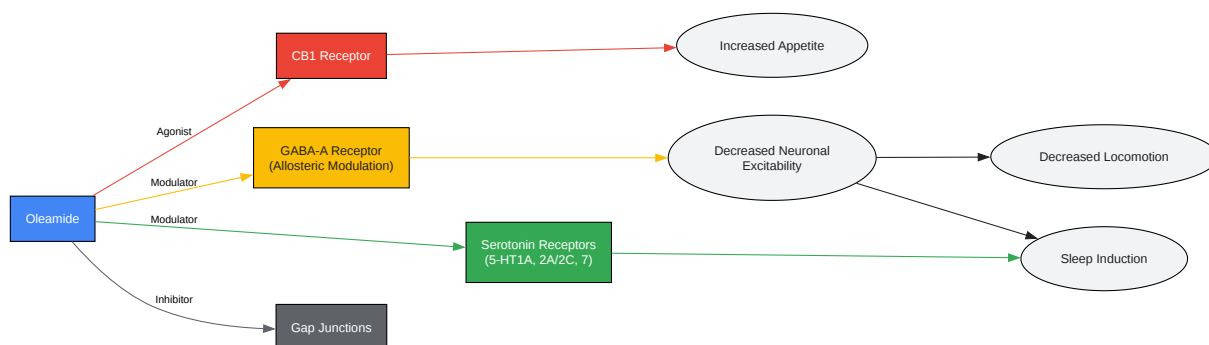 CB1 Receptor
Increased Appetite
Agonist
GABA-A Receptor
(Allosteric Modulation)
Decreased Neuronal
Excitability
Decreased Locomotion
Modulator
Oleamide
Modulator
Serotonin Receptors
(5-HT1A, 2A/2C, 7)
Sleep Induction
Inhibitor
Gap Junctions